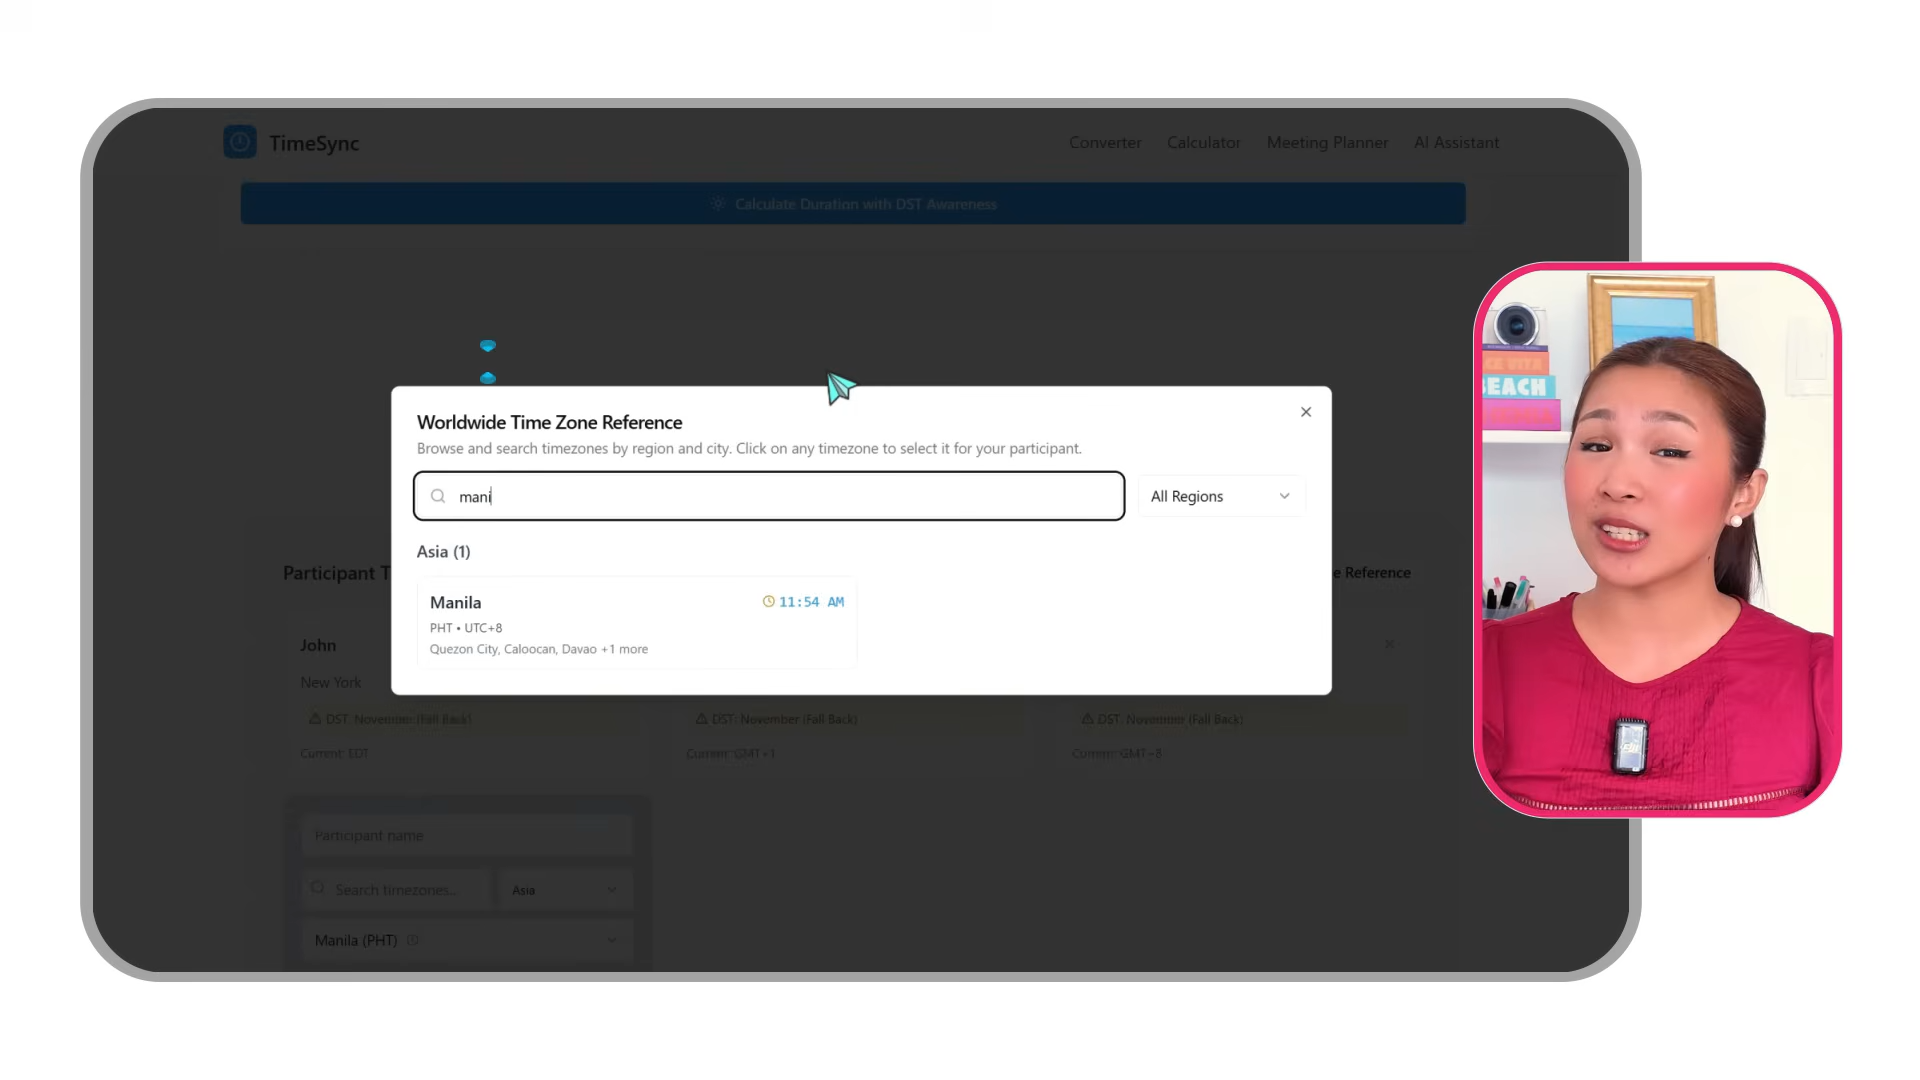 TimeSync
Converter
Calculator
Meeting Planner
AI Assistant
Calculate Duration with DST Awareness
Worldwide Time Zone Reference
Browse and search timezones by region and city. Click on any timezone to select it for your participant.
mani
All Regions
Asia (1)
Manila
11:54 AM
PHT • UTC+8
Quezon City, Caloocan, Davao +1 more
Participant T
e Reference
John
New York
DST: November (Fall Back)
DST: November (Fall Back)
DST: November (Fall Back)
Current: EDT
Current: GMT+1
Current: GMT-8
Participant name
Search timezones...
Asia
Manila (PHT)
BEACH